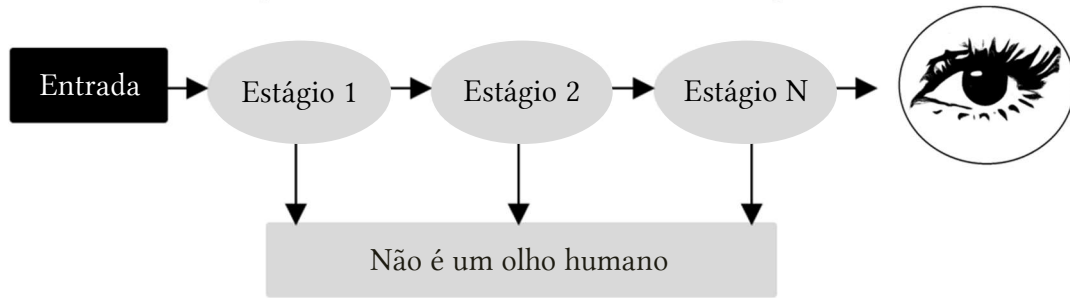 Entrada
Estágio 1
Estágio 2
Estágio N
Não é um olho humano